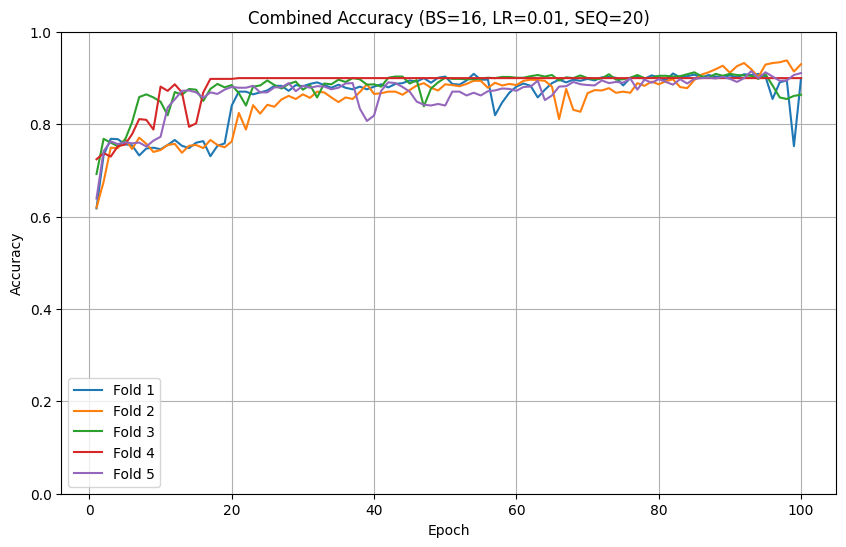 Combined Accuracy (BS=16, LR=0.01, SEQ=20)
1.0
0.8
0.6
0.4
0.2
0.0
Accuracy
Fold 1
Fold 2
Fold 3
Fold 4
Fold 5
0 20 40 60 80 100
Epoch